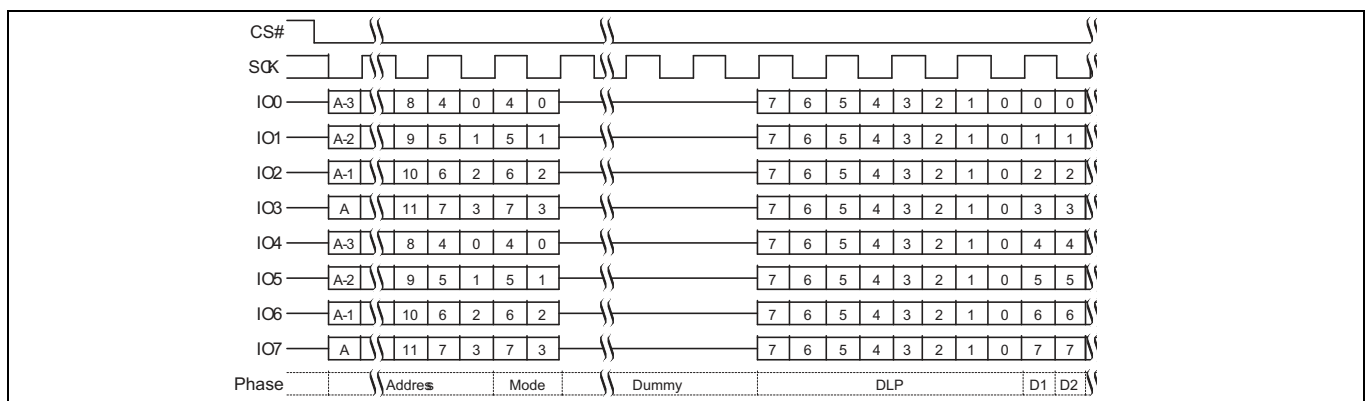 CS#
SCK
IO0 A-3 8 4 0 4 0 7 6 5 4 3 2 1 0 0 0
IO1 A-2 9 5 1 5 1 7 6 5 4 3 2 1 0 1 1
IO2 A-1 10 6 2 6 2 7 6 5 4 3 2 1 0 2 2
IO3 A 11 7 3 7 3 7 6 5 4 3 2 1 0 3 3
IO4 A-3 8 4 0 4 0 7 6 5 4 3 2 1 0 4 4
IO5 A-2 9 5 1 5 1 7 6 5 4 3 2 1 0 5 5
IO6 A-1 10 6 2 6 2 7 6 5 4 3 2 1 0 6 6
IO7 A 11 7 3 7 3 7 6 5 4 3 2 1 0 7 7
Phase Address Mode Dummy DLP D1 D2